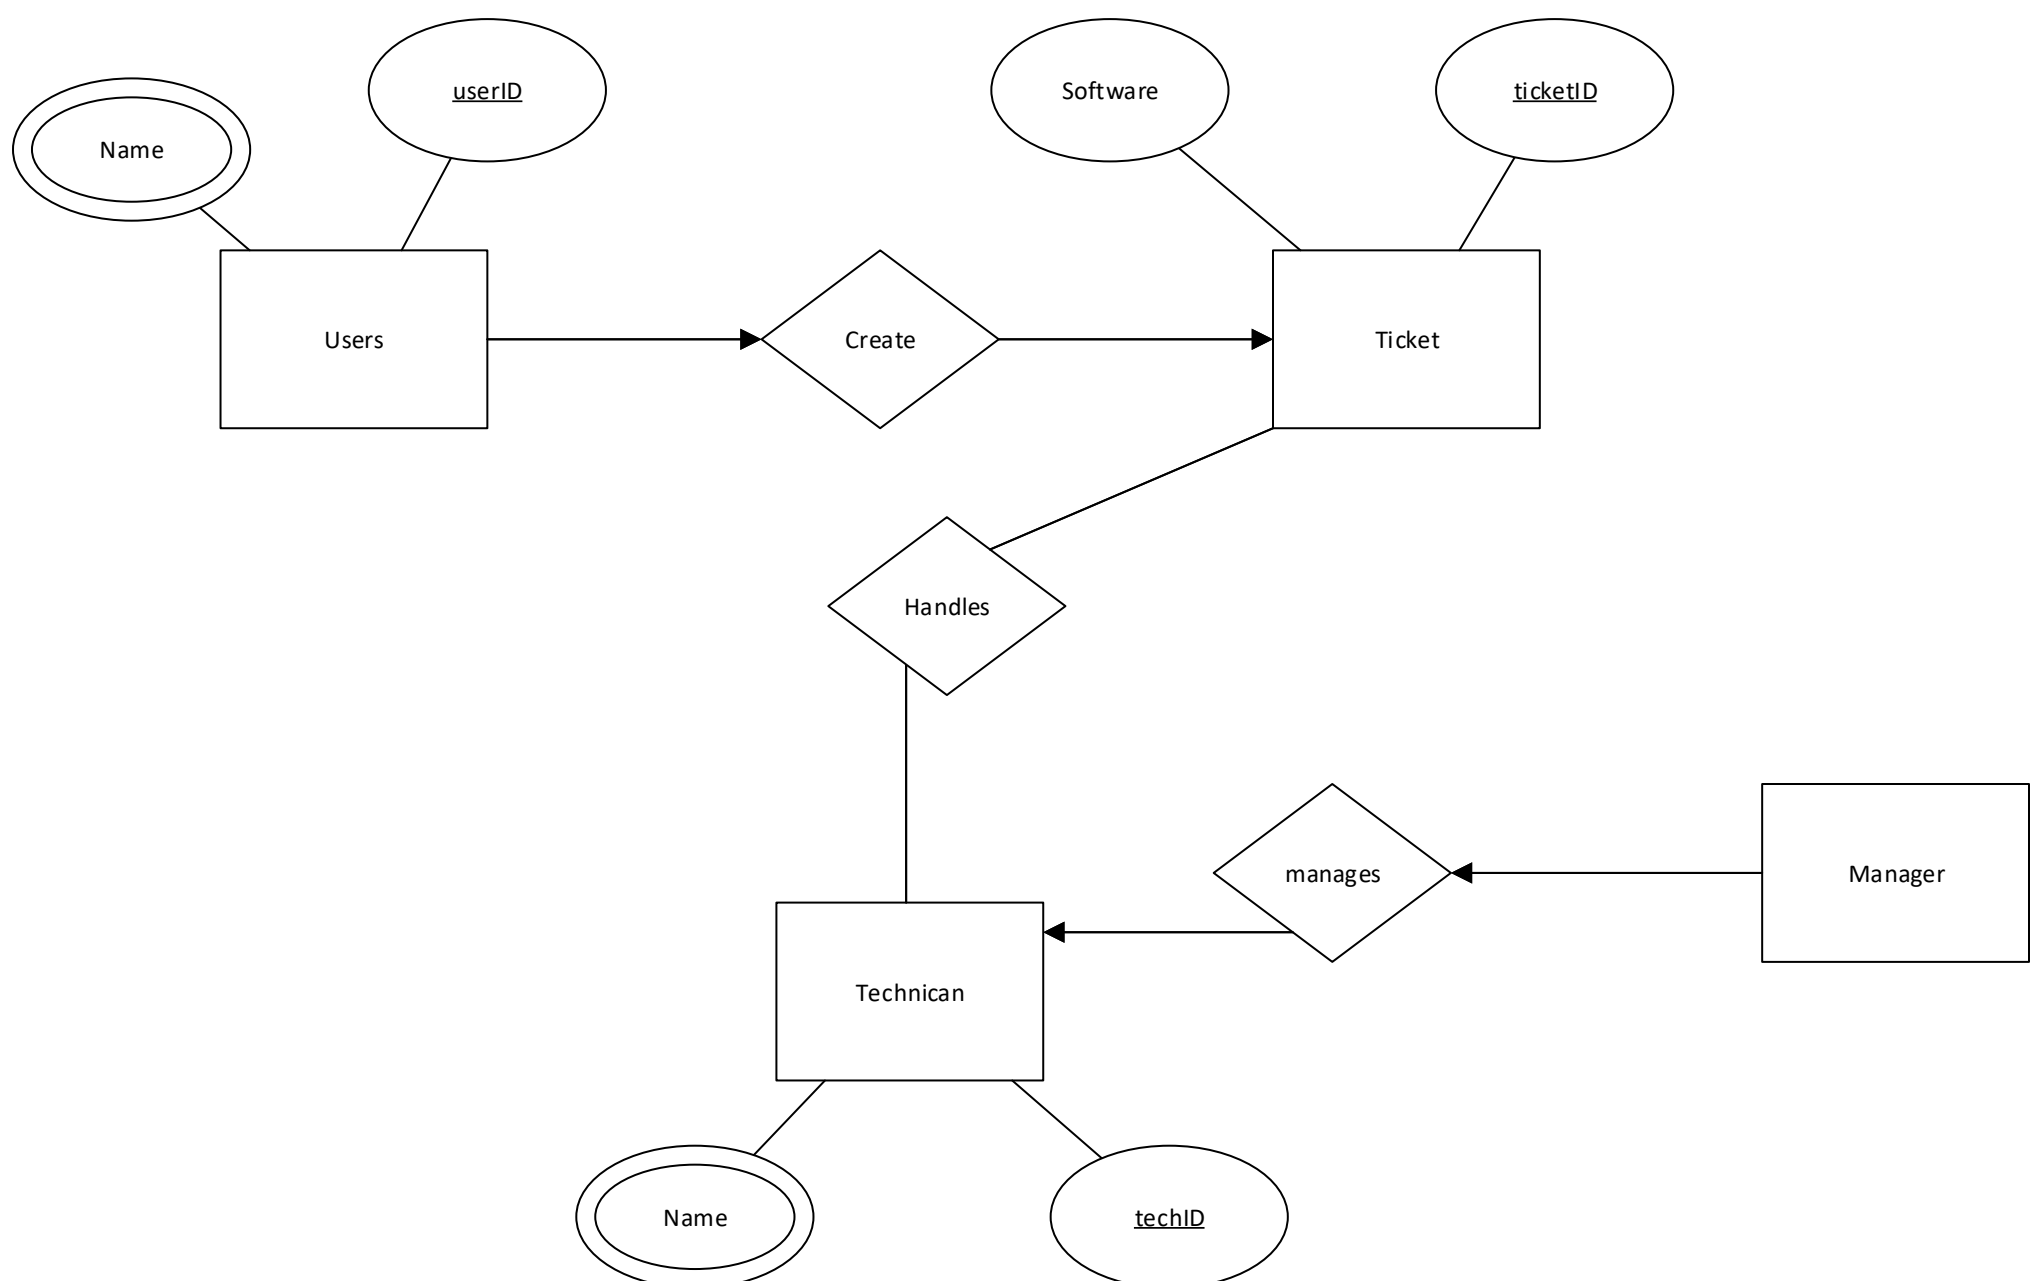 userID
Software
ticketID
Name
Users
Create
Ticket
Handles
manages
Manager
Technican
Name
techID